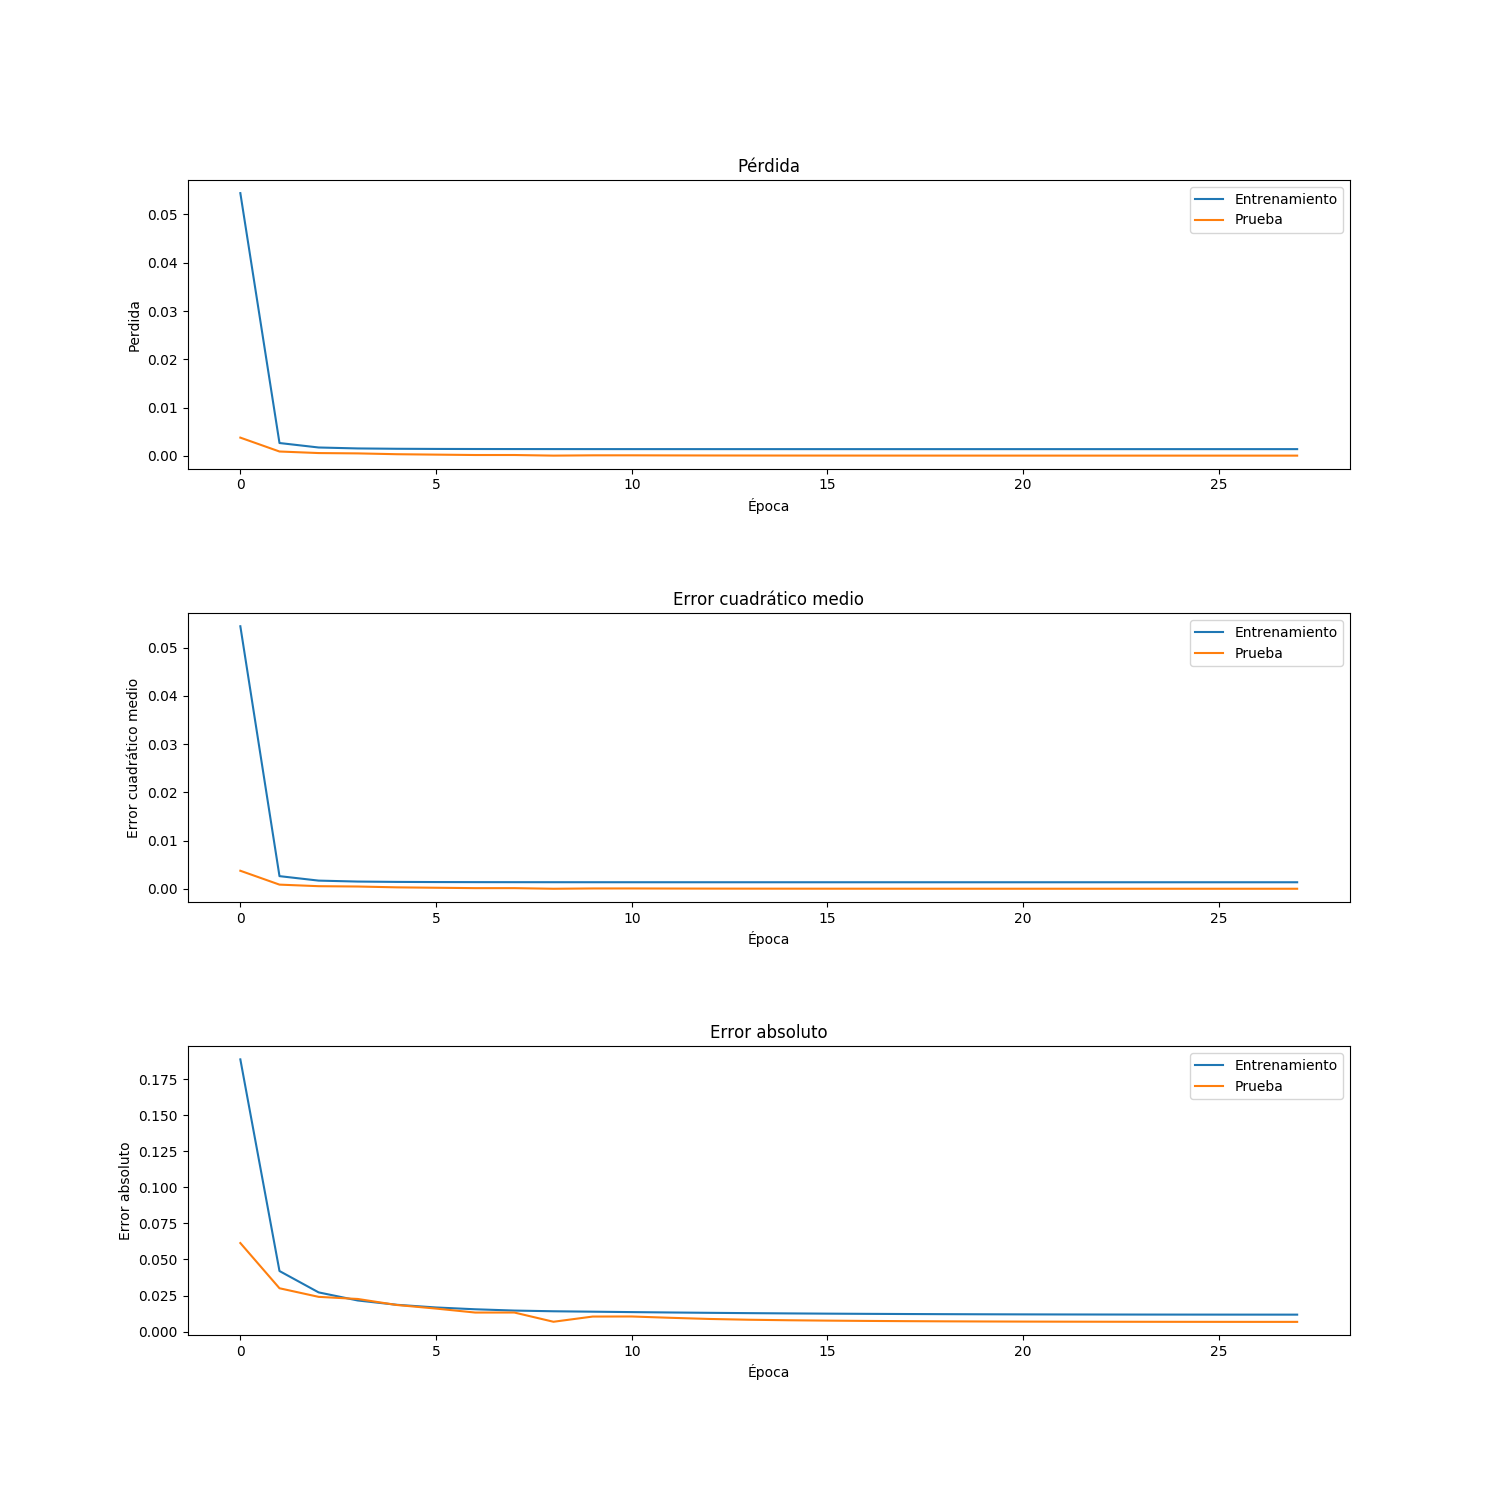 Pérdida
Entrenamiento
Prueba
0.05
0.04
0.03
0.02
0.01
0.00
Perdida
0 5 10 15 20 25
Época
Error cuadrático medio
Entrenamiento
Prueba
0.05
0.04
0.03
0.02
0.01
0.00
Error cuadrático medio
0 5 10 15 20 25
Época
Error absoluto
Entrenamiento
Prueba
0.175
0.150
0.125
0.100
0.075
0.050
0.025
0.000
Error absoluto
0 5 10 15 20 25
Época